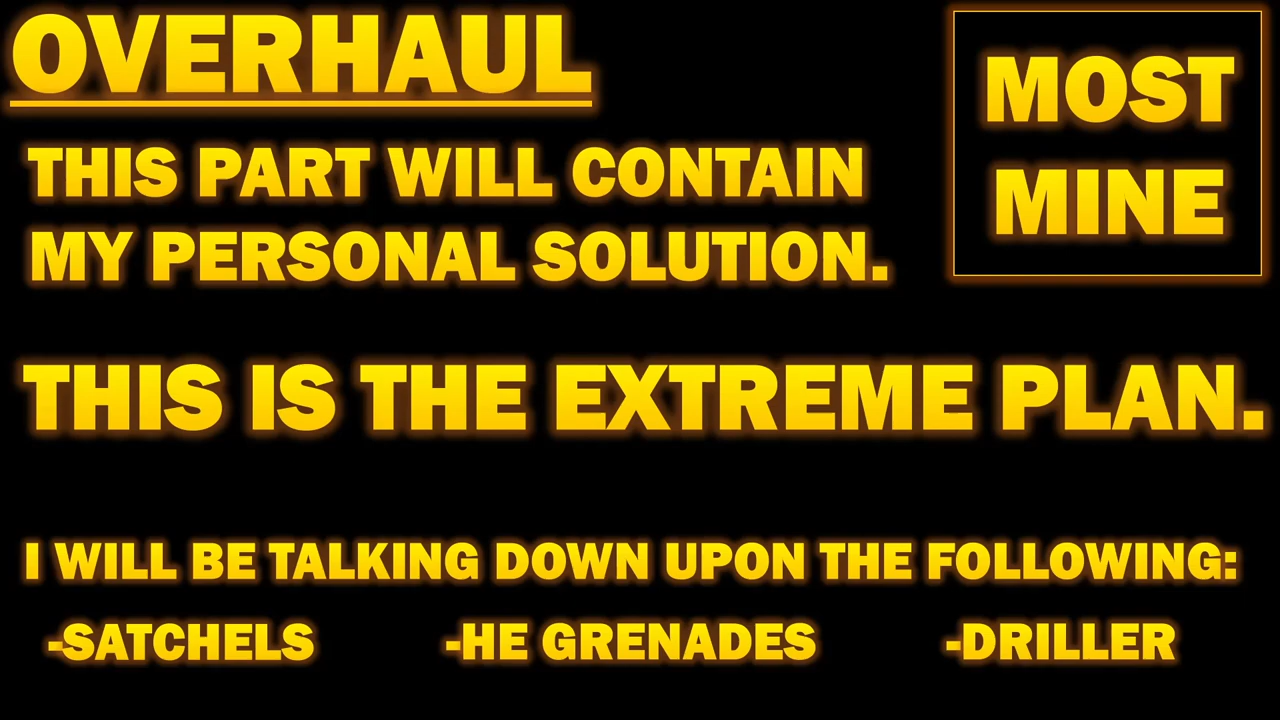 OVERHAUL
MOST
MINE
THIS PART WILL CONTAIN
MY PERSONAL SOLUTION.
THIS IS THE EXTREME PLAN.
I WILL BE TALKING DOWN UPON THE FOLLOWING:
-SATCHELS -HE GRENADES -DRILLER